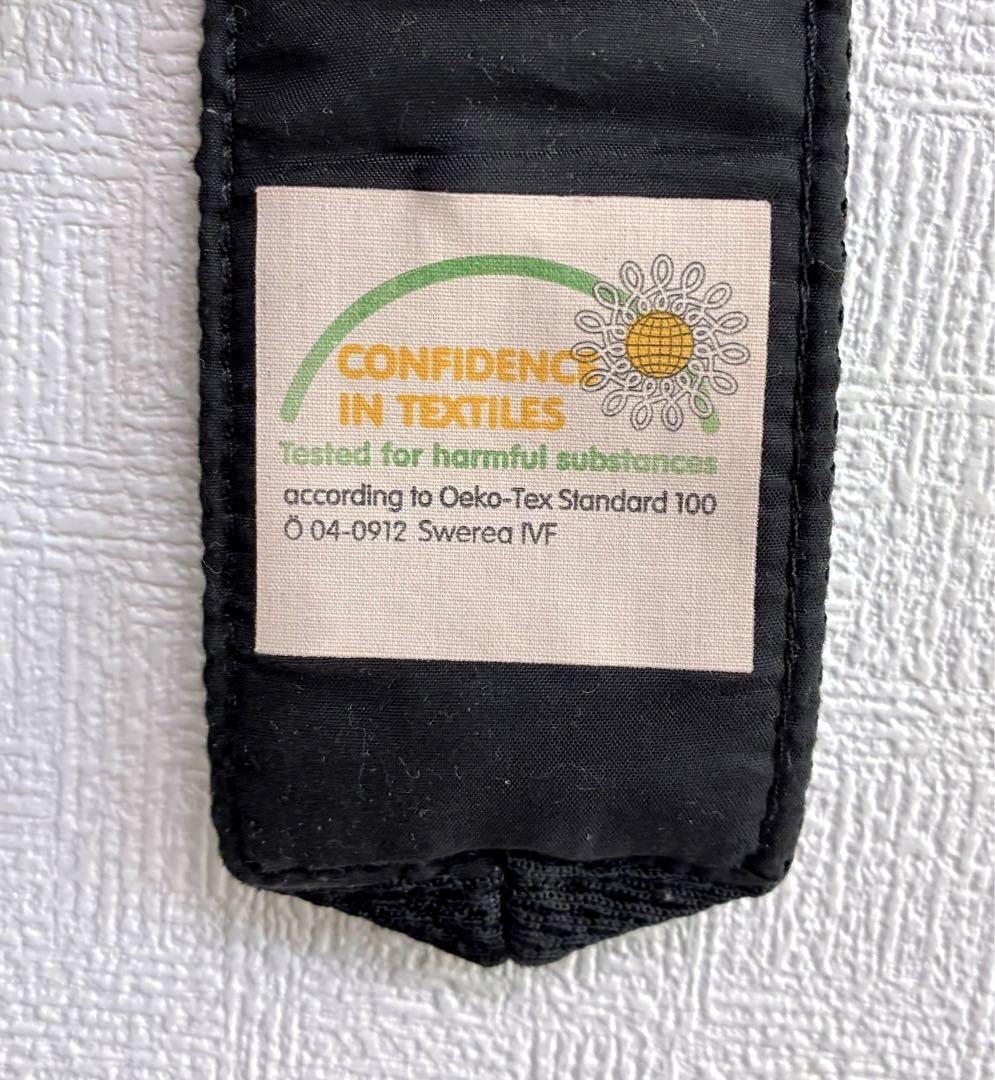 CONFIDENCE
IN TEXTILES
Tested for harmful substances
according to Oeko-Tex Standard 100
Ö 04-0912 Swerea IVF